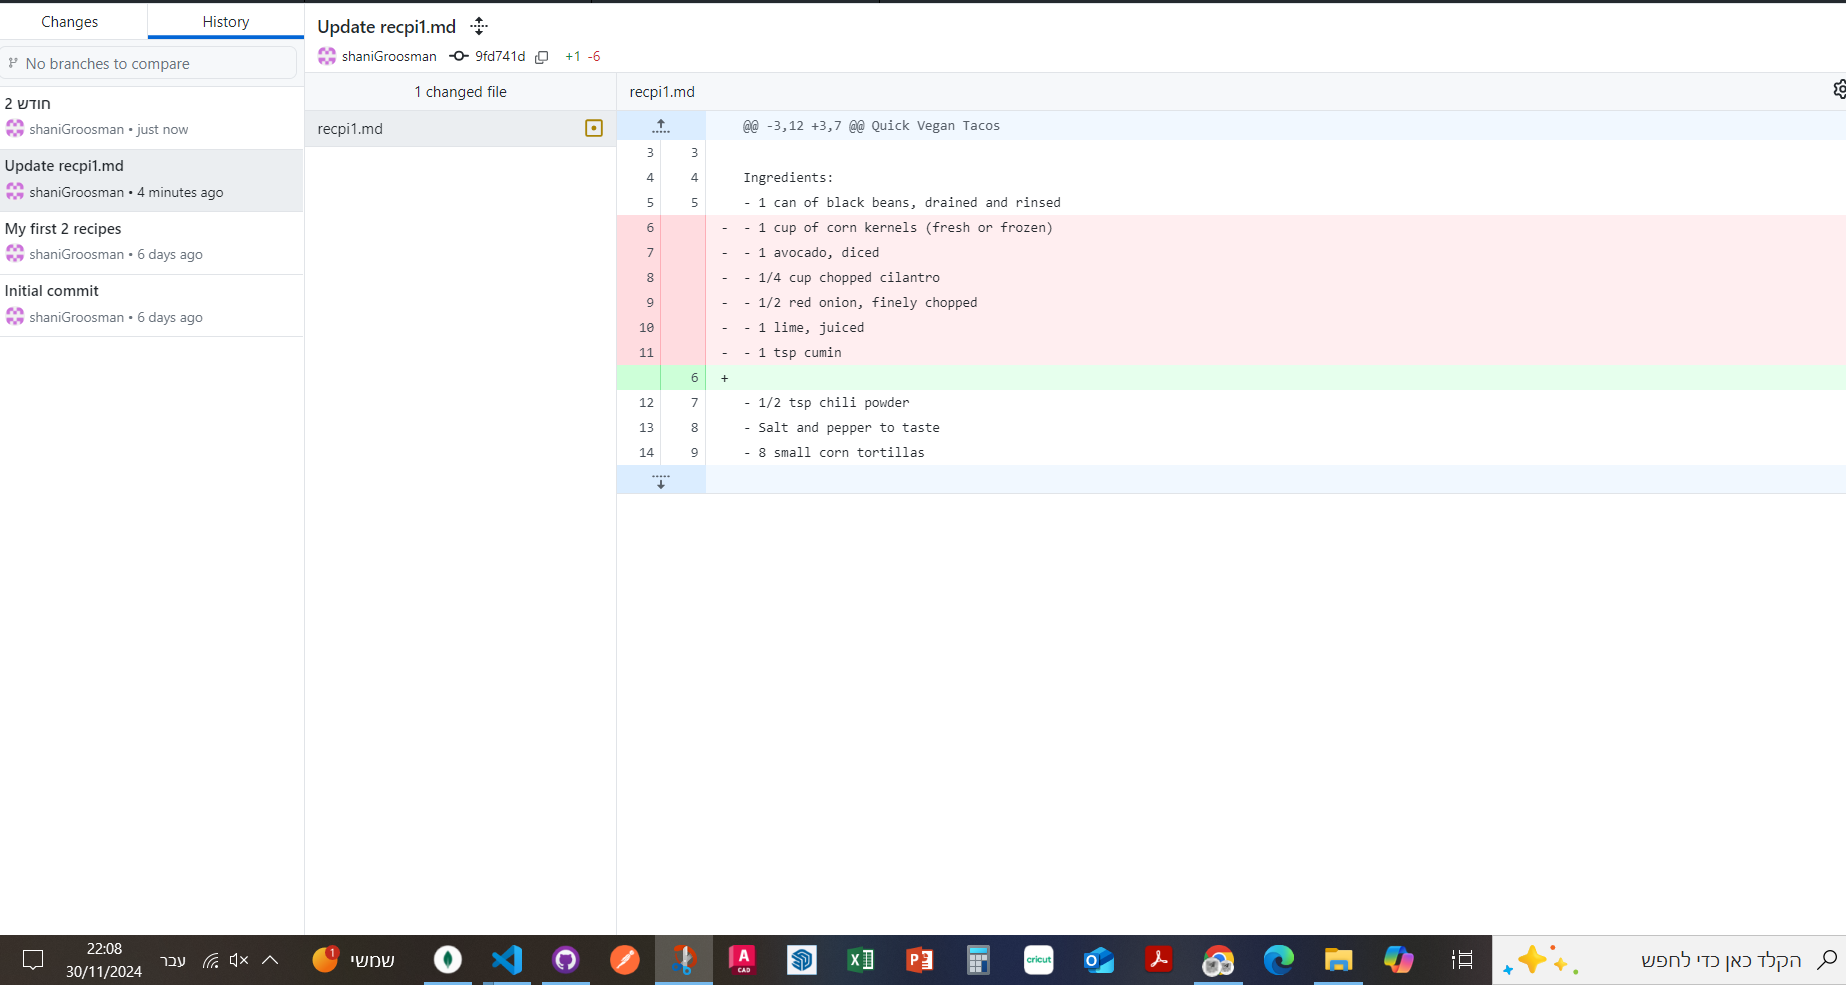 Changes
History
No branches to compare
חודש 2
shaniGroosman • just now
Update recpi1.md
shaniGroosman • 4 minutes ago
My first 2 recipes
shaniGroosman • 6 days ago
Initial commit
shaniGroosman • 6 days ago
Update recpi1.md
shaniGroosman 9fd741d +1 -6
1 changed file
recpi1.md
recpi1.md
@@ -3,12 +3,7 @@ Quick Vegan Tacos
3 3
4 4 Ingredients:
5 5 - 1 can of black beans, drained and rinsed
6 - - 1 cup of corn kernels (fresh or frozen)
7 - - 1 avocado, diced
8 - - 1/4 cup chopped cilantro
9 - - 1/2 red onion, finely chopped
10 - - 1 lime, juiced
11 - - 1 tsp cumin
6 +
12 7 - 1/2 tsp chili powder
13 8 - Salt and pepper to taste
14 9 - 8 small corn tortillas
22:08
30/11/2024
עבר
1
שמשי
A
CAD
cricut
הקלד כאן כדי לחפש